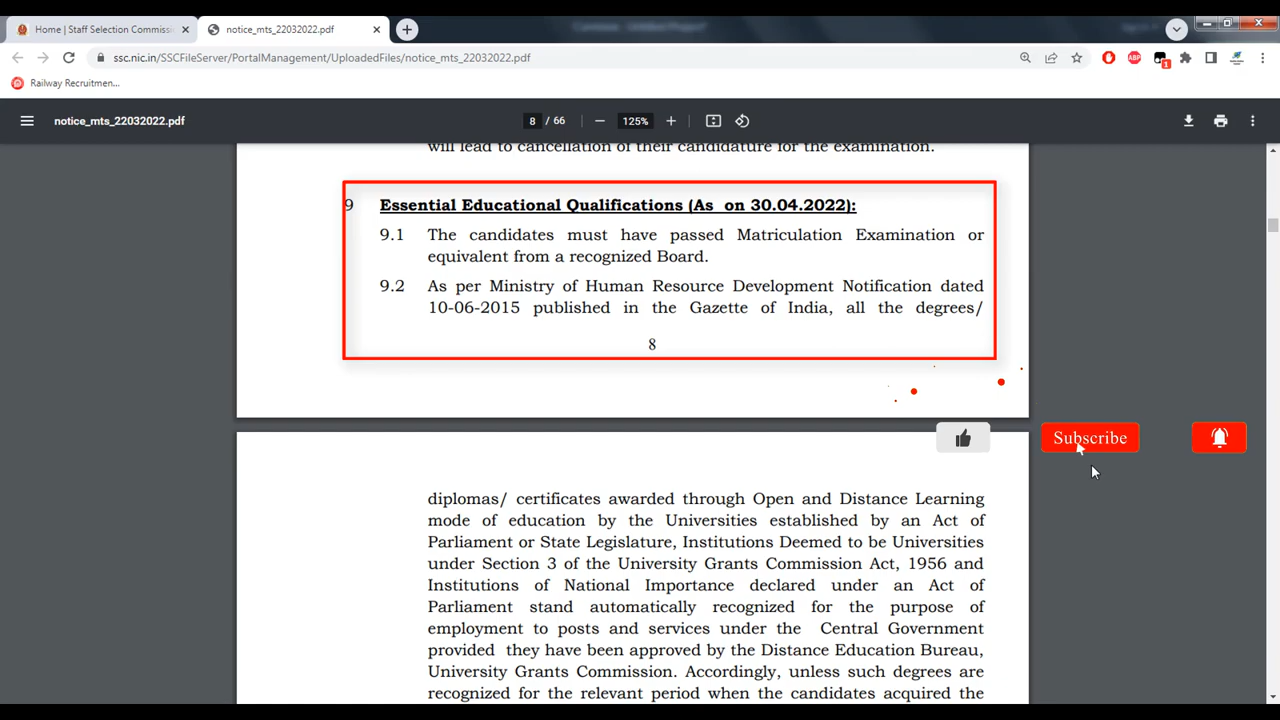 Home | Staff Selection Commissi
notice_mts_22032022.pdf
ssc.nic.in/SSCFileServer/PortalManagement/UploadedFiles/notice_mts_22032022.pdf
ABP
1
Railway Recruitmen...
notice_mts_22032022.pdf
8 / 66
125%
will lead to cancellation of their candidature for the examination.
9 Essential Educational Qualifications (As on 30.04.2022):
9.1 The candidates must have passed Matriculation Examination or
equivalent from a recognized Board.
9.2 As per Ministry of Human Resource Development Notification dated
10-06-2015 published in the Gazette of India, all the degrees/
8
Subscribe
diplomas/ certificates awarded through Open and Distance Learning
mode of education by the Universities established by an Act of
Parliament or State Legislature, Institutions Deemed to be Universities
under Section 3 of the University Grants Commission Act, 1956 and
Institutions of National Importance declared under an Act of
Parliament stand automatically recognized for the purpose of
employment to posts and services under the Central Government
provided they have been approved by the Distance Education Bureau,
University Grants Commission. Accordingly, unless such degrees are
recognized for the relevant period when the candidates acquired the